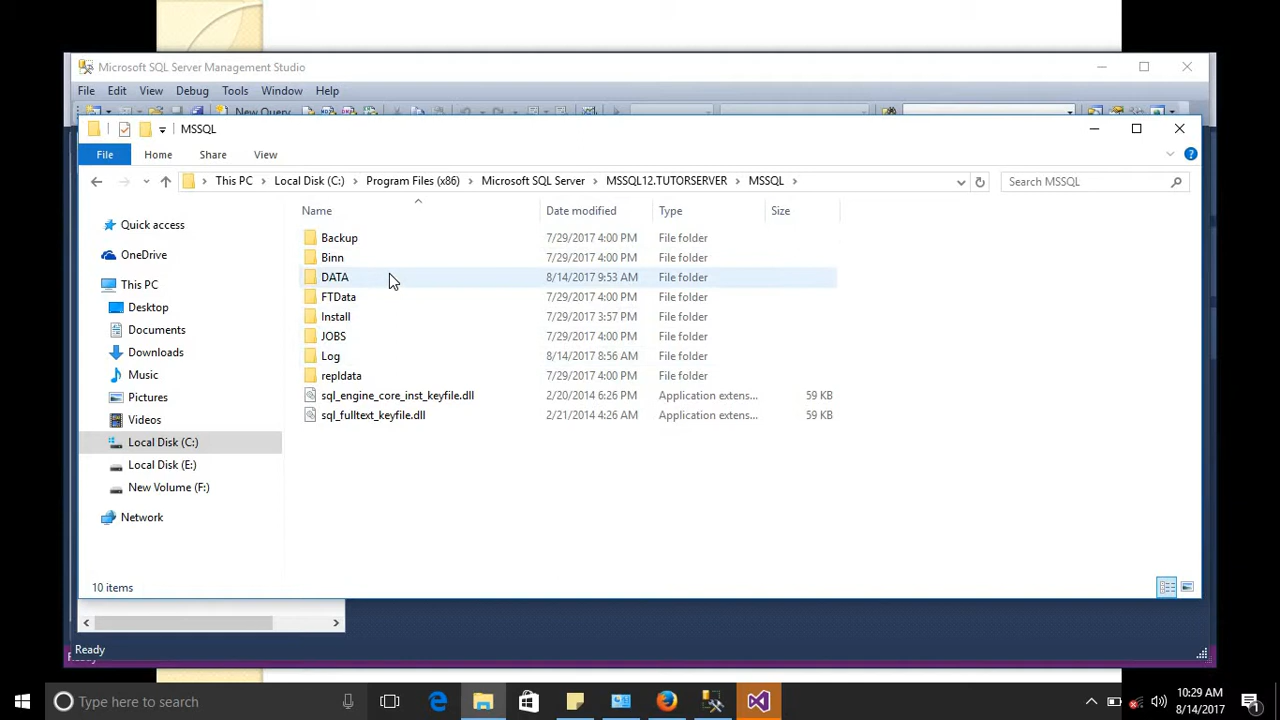 Microsoft SQL Server Management Studio
File Edit View Debug Tools Window Help
New Query
MSSQL
File Home Share View
This PC Local Disk (C:) Program Files (x86) Microsoft SQL Server MSSQL12.TUTORSERVER MSSQL
Search MSSQL
Name Date modified Type Size
Quick access
OneDrive
This PC
Desktop
Documents
Downloads
Music
Pictures
Videos
Local Disk (C:)
Local Disk (E:)
New Volume (F:)
Network
Backup 7/29/2017 4:00 PM File folder
Binn 7/29/2017 4:00 PM File folder
DATA 8/14/2017 9:53 AM File folder
FTData 7/29/2017 4:00 PM File folder
Install 7/29/2017 3:57 PM File folder
JOBS 7/29/2017 4:00 PM File folder
Log 8/14/2017 8:56 AM File folder
repldata 7/29/2017 4:00 PM File folder
sql_engine_core_inst_keyfile.dll 2/20/2014 6:26 PM Application extens... 59 KB
sql_fulltext_keyfile.dll 2/21/2014 4:26 AM Application extens... 59 KB
10 items
Ready
Type here to search
10:29 AM
8/14/2017